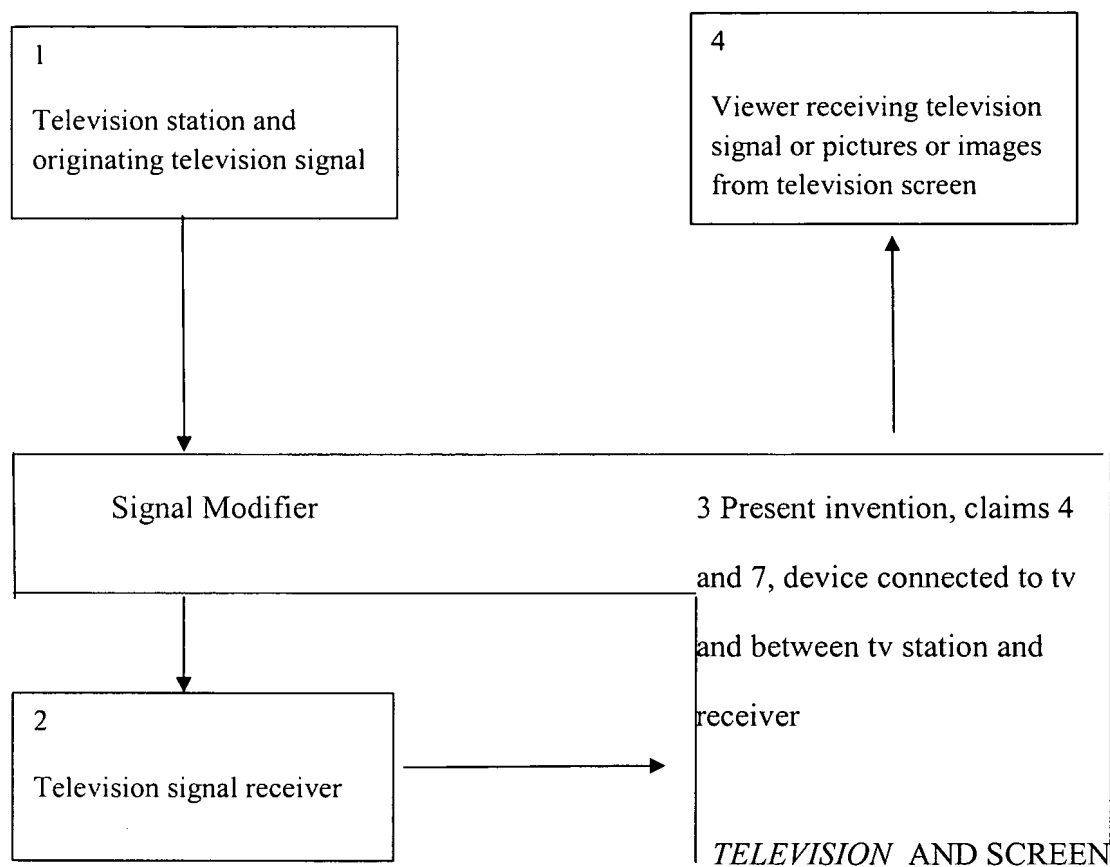 1
Television station and
originating television signal
4
Viewer receiving television
signal or pictures or images
from television screen
Signal Modifier
3 Present invention, claims 4
and 7, device connected to tv
and between tv station and
receiver
2
Television signal receiver
TELEVISION AND SCREEN